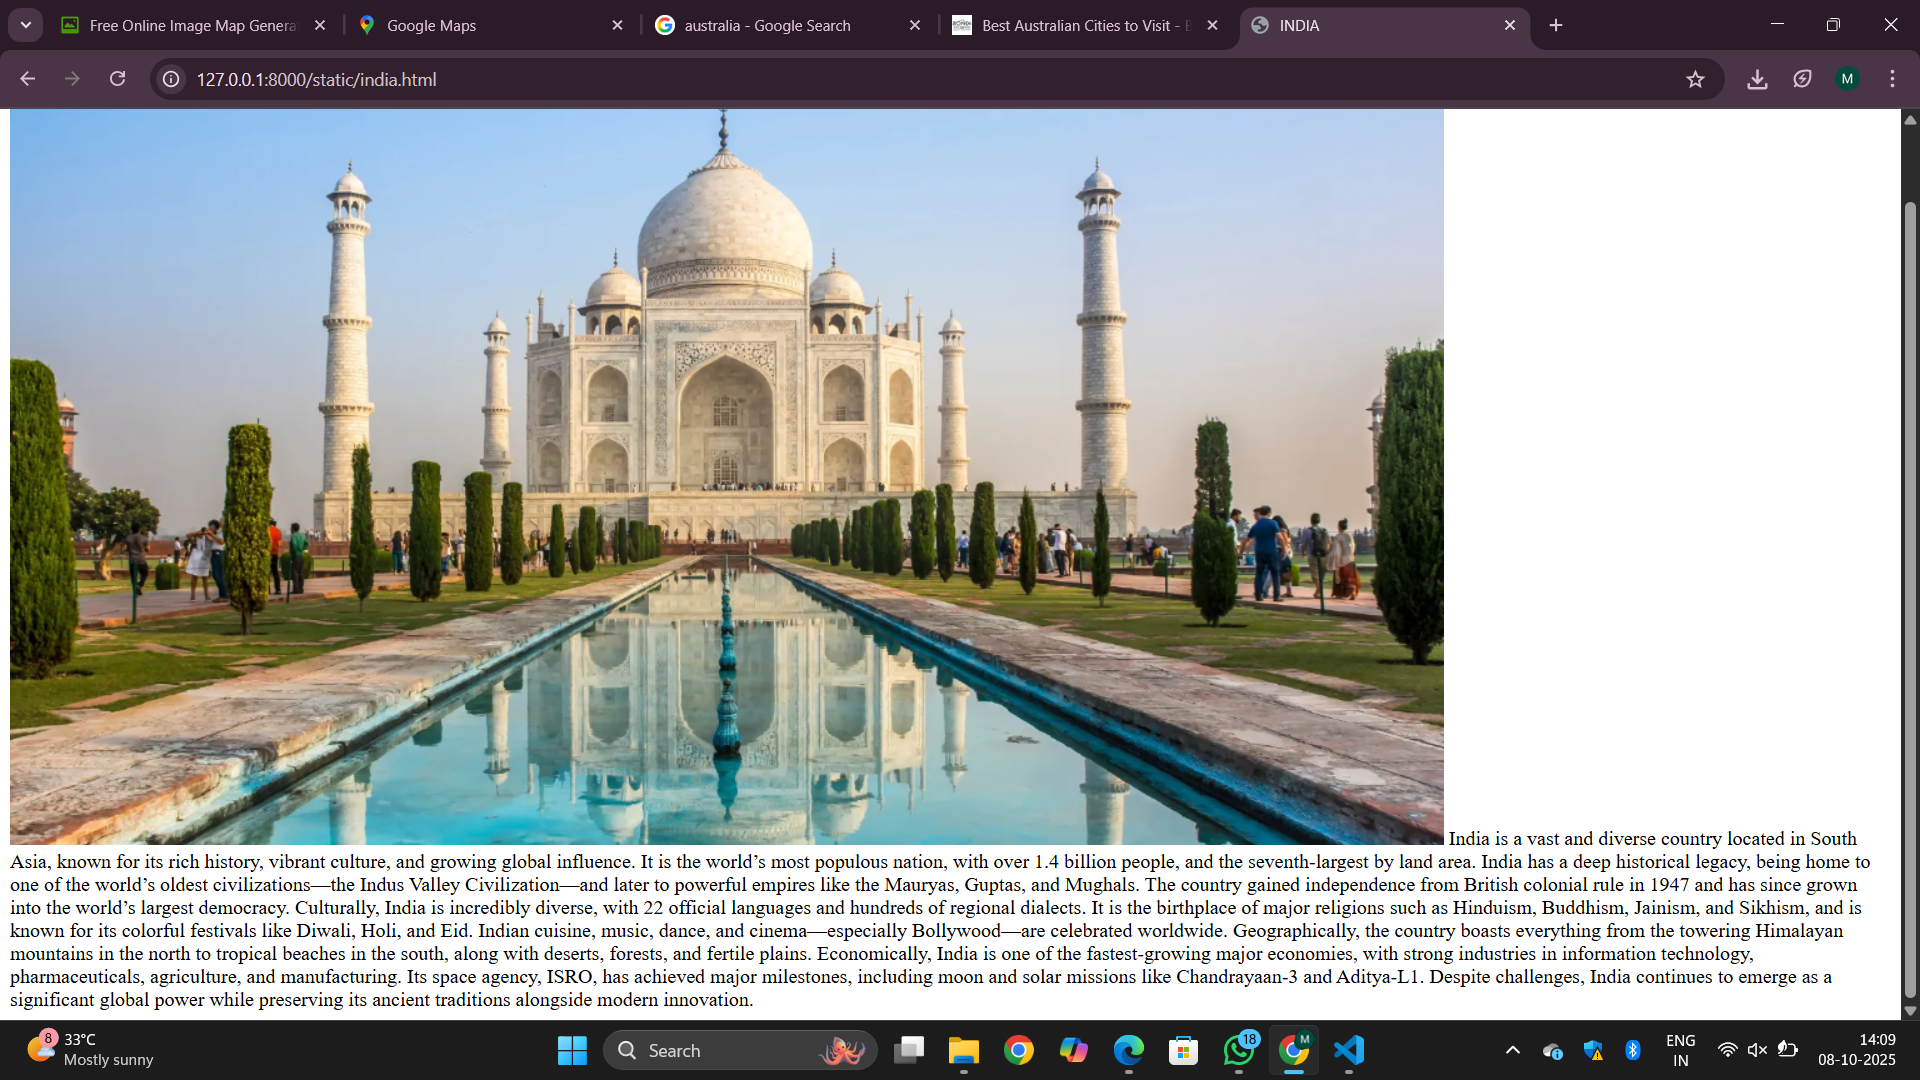 Free Online Image Map Genera
Google Maps
australia - Google Search
Best Australian Cities to Visit - B
INDIA
127.0.0.1:8000/static/india.html
M
India is a vast and diverse country located in South
Asia, known for its rich history, vibrant culture, and growing global influence. It is the world’s most populous nation, with over 1.4 billion people, and the seventh-largest by land area. India has a deep historical legacy, being home to
one of the world’s oldest civilizations—the Indus Valley Civilization—and later to powerful empires like the Mauryas, Guptas, and Mughals. The country gained independence from British colonial rule in 1947 and has since grown
into the world’s largest democracy. Culturally, India is incredibly diverse, with 22 official languages and hundreds of regional dialects. It is the birthplace of major religions such as Hinduism, Buddhism, Jainism, and Sikhism, and is
known for its colorful festivals like Diwali, Holi, and Eid. Indian cuisine, music, dance, and cinema—especially Bollywood—are celebrated worldwide. Geographically, the country boasts everything from the towering Himalayan
mountains in the north to tropical beaches in the south, along with deserts, forests, and fertile plains. Economically, India is one of the fastest-growing major economies, with strong industries in information technology,
pharmaceuticals, agriculture, and manufacturing. Its space agency, ISRO, has achieved major milestones, including moon and solar missions like Chandrayaan-3 and Aditya-L1. Despite challenges, India continues to emerge as a
significant global power while preserving its ancient traditions alongside modern innovation.
8
33°C
Mostly sunny
Search
18
M
ENG
IN
14:09
08-10-2025